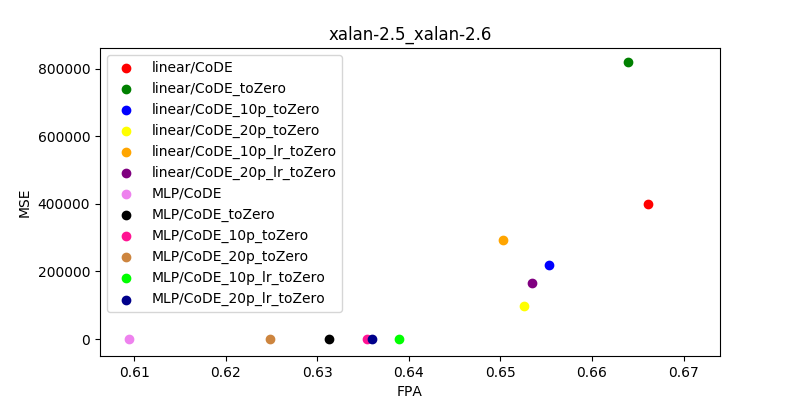 xalan-2.5_xalan-2.6
MSE
800000
600000
400000
200000
0
linear/CoDE
linear/CoDE_toZero
linear/CoDE_10p_toZero
linear/CoDE_20p_toZero
linear/CoDE_10p_lr_toZero
linear/CoDE_20p_lr_toZero
MLP/CoDE
MLP/CoDE_toZero
MLP/CoDE_10p_toZero
MLP/CoDE_20p_toZero
MLP/CoDE_10p_lr_toZero
MLP/CoDE_20p_lr_toZero
0.61 0.62 0.63 0.64 0.65 0.66 0.67
FPA